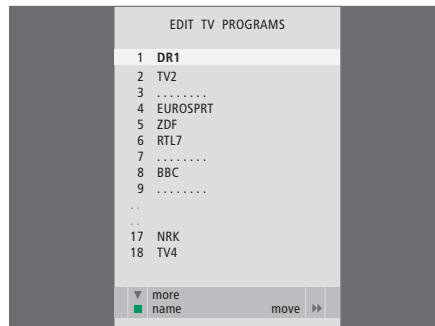 EDIT TV PROGRAMS
1 DR1
2 TV2
3 ........
4 EUROSPRT
5 ZDF
6 RTL7
7 ........
8 BBC
9 ........
..
..
17 NRK
18 TV4
more
name move